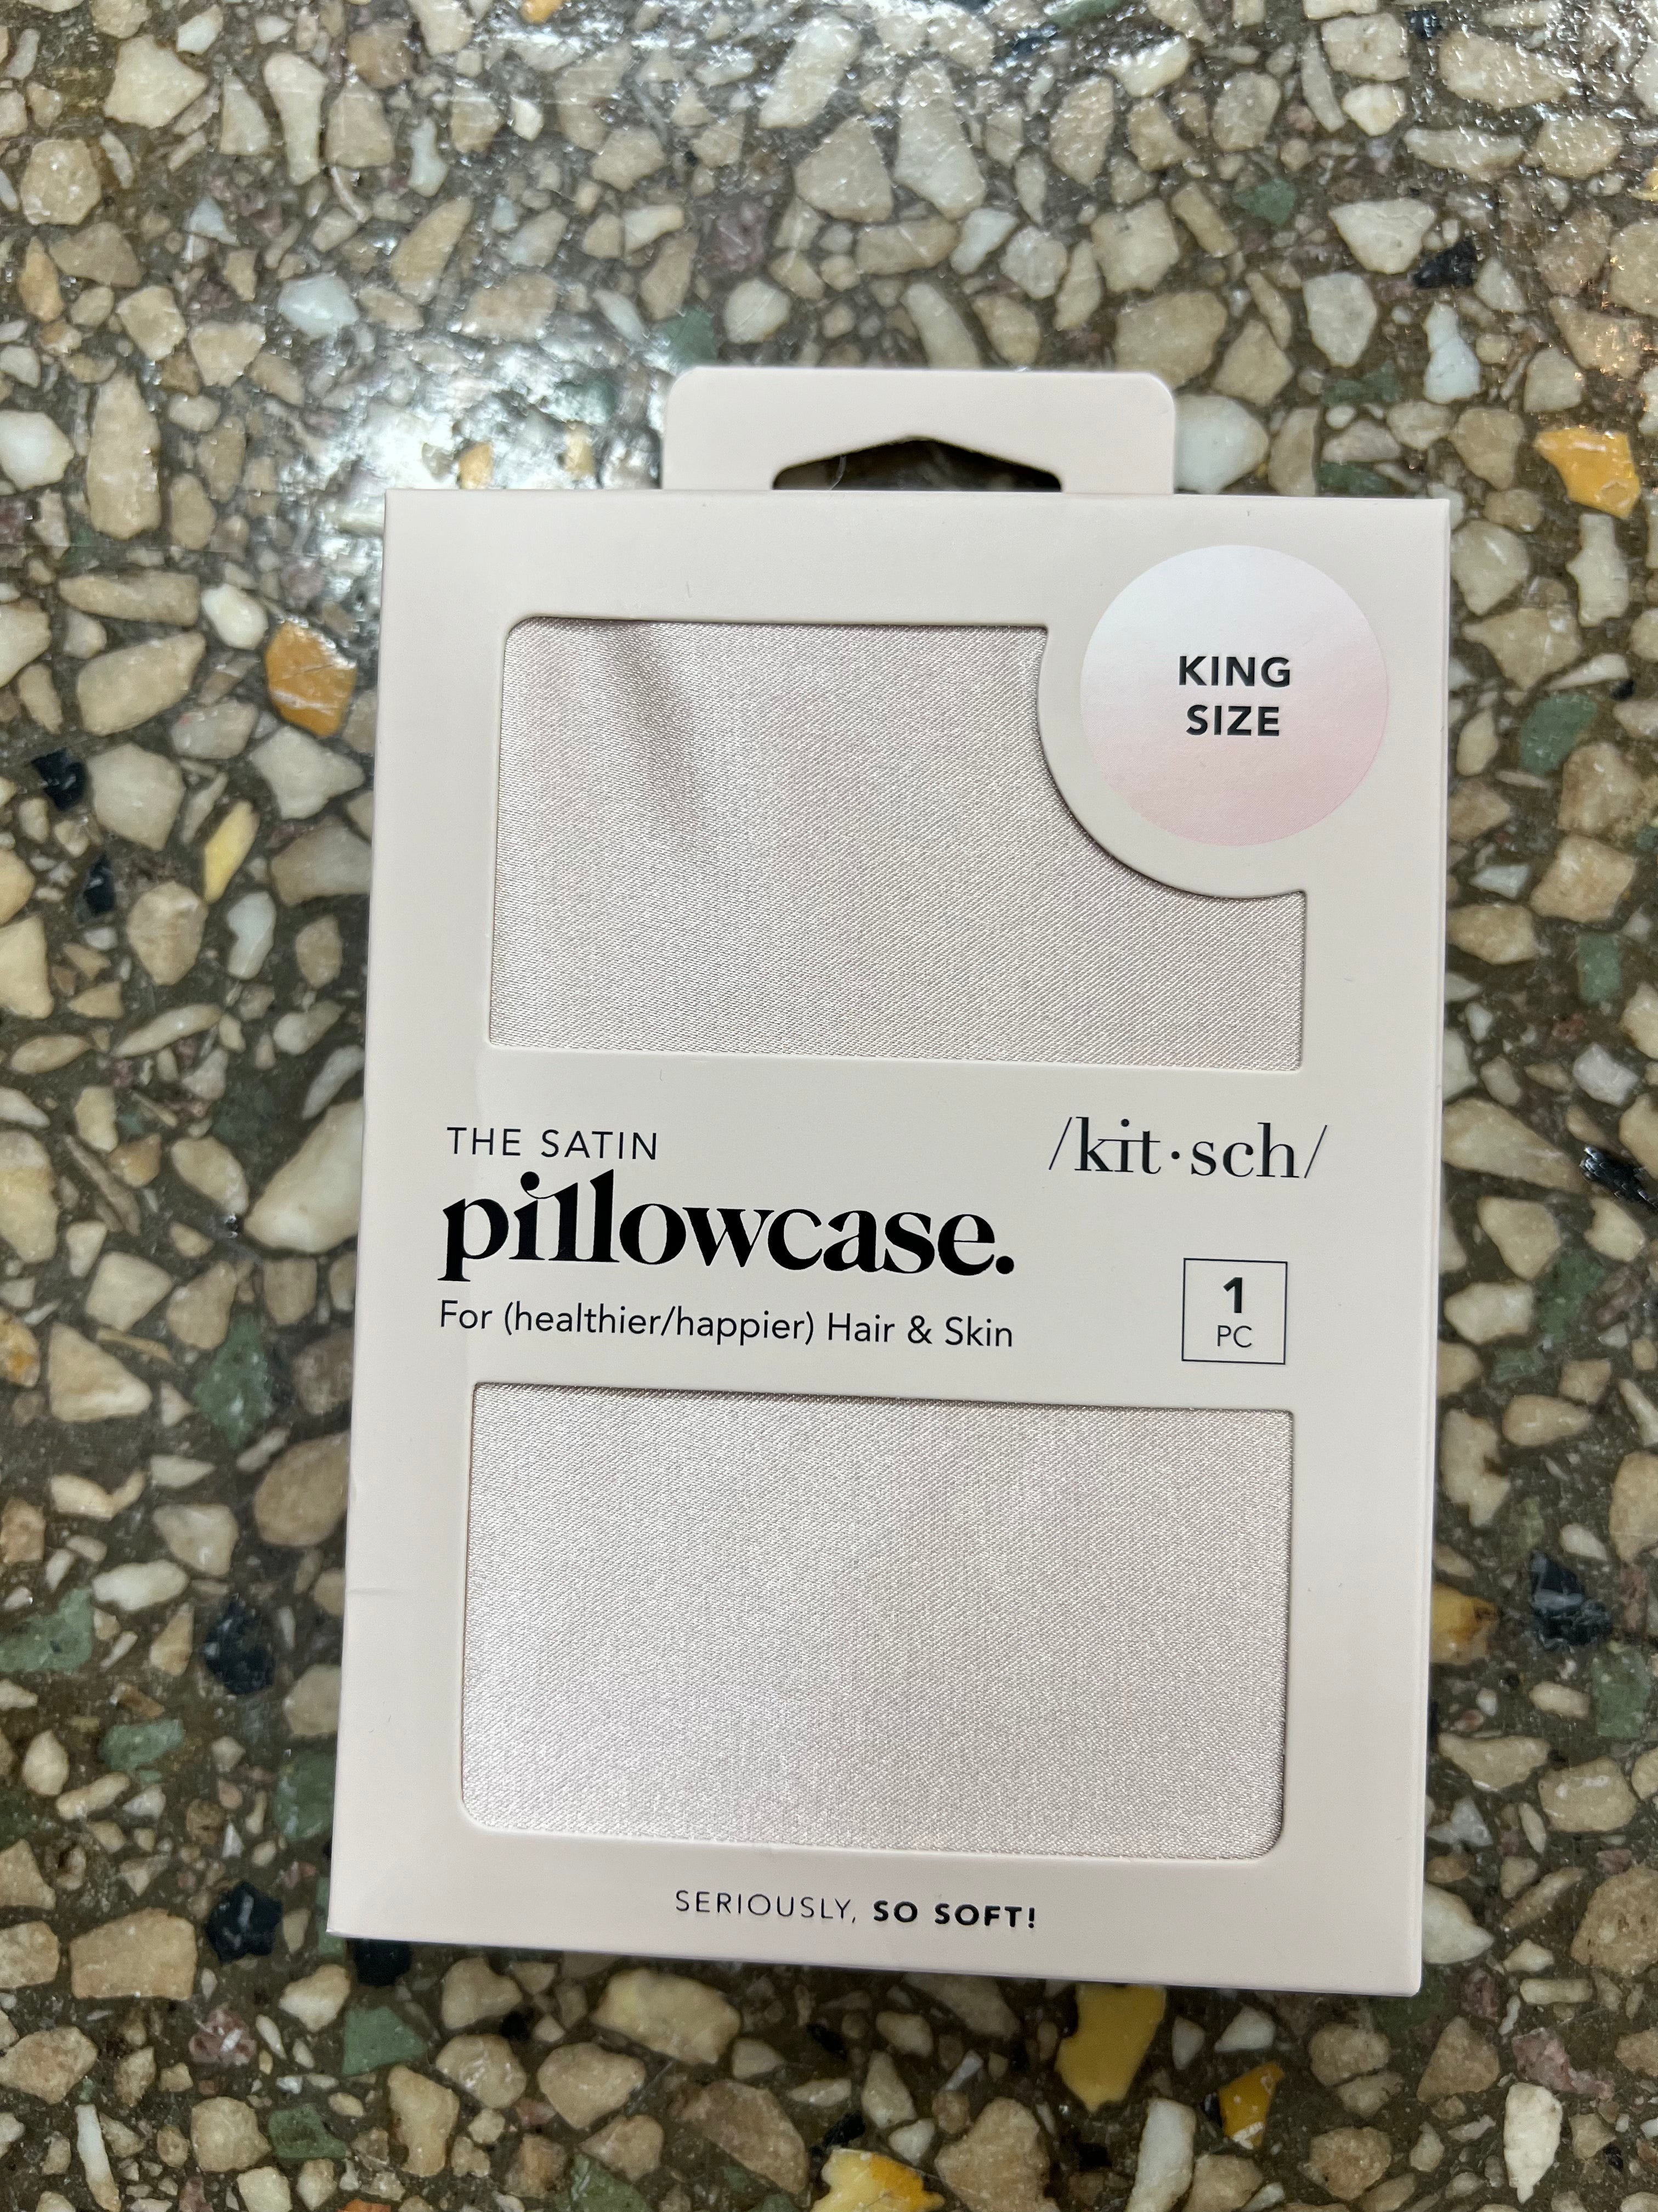 KING
SIZE
THE SATIN
pillowcase.
For (healthier/happier) Hair & Skin
/kit·sch/
1
PC
SERIOUSLY, SO SOFT!